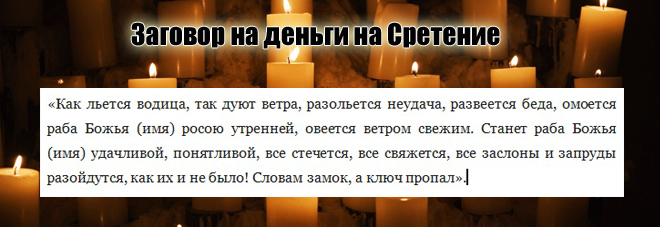 Заговор на деньги на Сретение
«Как льется водица, так дуют ветра, разольется неудача, развеется беда, омоется
раба Божья (имя) росою утренней, овеется ветром свежим. Станет раба Божья
(имя) удачливой, понятливой, все стечется, все свяжется, все заслоны и запруды
разойдутся, как их и не было! Словам замок, а ключ пропал».